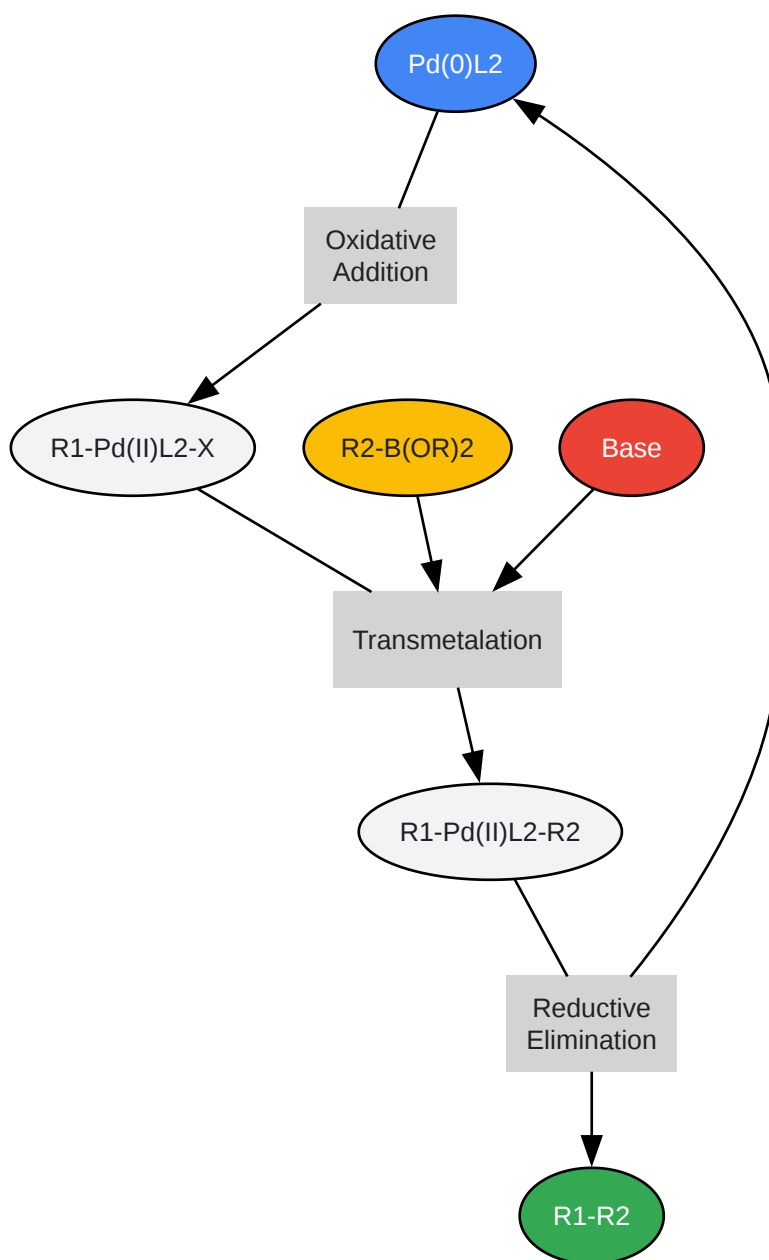 Pd(0)L2
Oxidative
Addition
R1-Pd(II)L2-X
R2-B(OR)2
Base
Transmetalation
R1-Pd(II)L2-R2
Reductive
Elimination
R1-R2